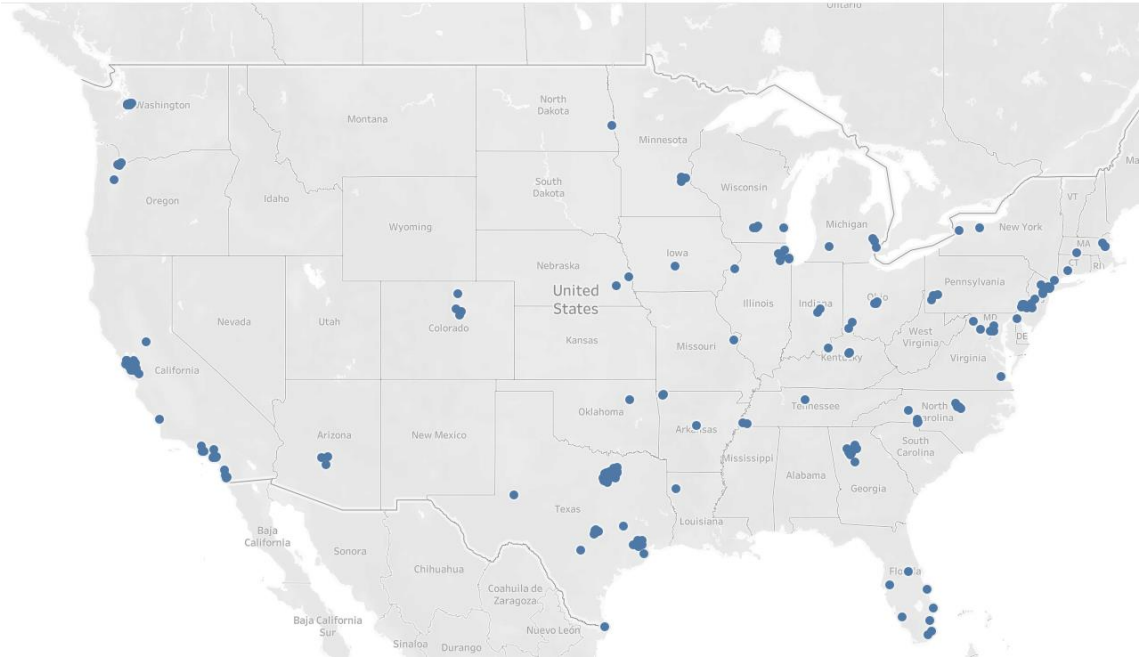 Ontario
Washington
Montana
North
Dakota
Minnesota
Ma
VT
South
Dakota
Wisconsin
Michigan
Oregon
Idaho
Wyoming
New York
MA
CT
RI
Iowa
Nebraska
Pennsylvania
United
States
Nevada
Utah
Colorado
Illinois
Indiana
Ohio
MD
West
Virginia
DE
Kansas
Missouri
Kentucky
Virginia
California
Oklahoma
Tennessee
North
Carolina
Arkansas
Arizona
New Mexico
South
Carolina
Mississippi
Alabama
Georgia
Texas
Louisiana
Baja
California
Sonora
Chihuahua
Florida
Coahuila de
Zaragoza
Baja California
Sur
Nuevo León
Sinaloa
Durango